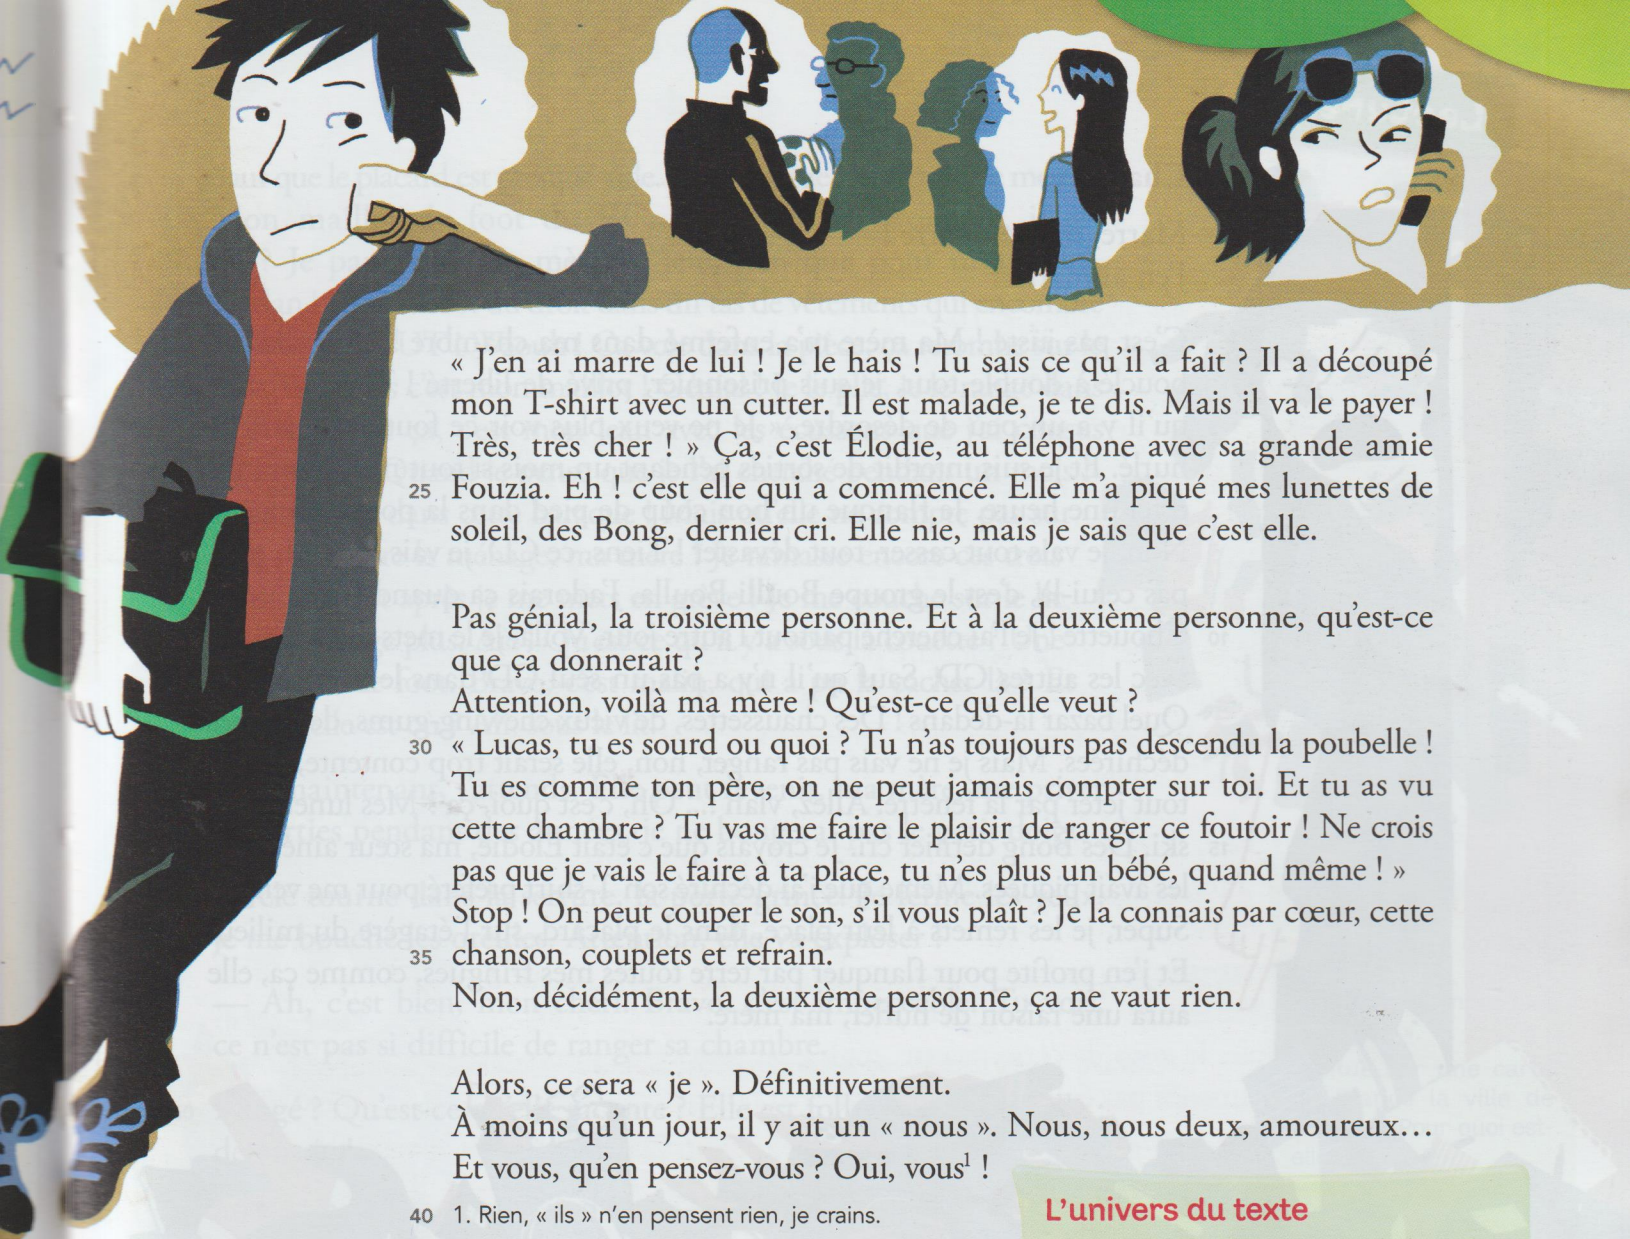 « J'en ai marre de lui ! Je le hais ! Tu sais ce qu'il a fait ? Il a découpé
mon T-shirt avec un cutter. Il est malade, je te dis. Mais il va le payer !
Très, très cher ! » Ça, c'est Élodie, au téléphone avec sa grande amie
25 Fouzia. Eh ! c'est elle qui a commencé. Elle m'a piqué mes lunettes de
soleil, des Bong, dernier cri. Elle nie, mais je sais que c'est elle.
Pas génial, la troisième personne. Et à la deuxième personne, qu'est-ce
que ça donnerait ?
Attention, voilà ma mère ! Qu'est-ce qu'elle veut ?
30 « Lucas, tu es sourd ou quoi ? Tu n'as toujours pas descendu la poubelle !
Tu es comme ton père, on ne peut jamais compter sur toi. Et tu as vu
cette chambre ? Tu vas me faire le plaisir de ranger ce foutoir ! Ne crois
pas que je vais le faire à ta place, tu n'es plus un bébé, quand même ! »
Stop ! On peut couper le son, s'il vous plaît ? Je la connais par cœur, cette
35 chanson, couplets et refrain.
Non, décidément, la deuxième personne, ça ne vaut rien.
Alors, ce sera « je ». Définitivement.
À moins qu'un jour, il y ait un « nous ». Nous, nous deux, amoureux…
Et vous, qu'en pensez-vous ? Oui, vous¹ !
40 1. Rien, « ils » n'en pensent rien, je crains.
L'univers du texte